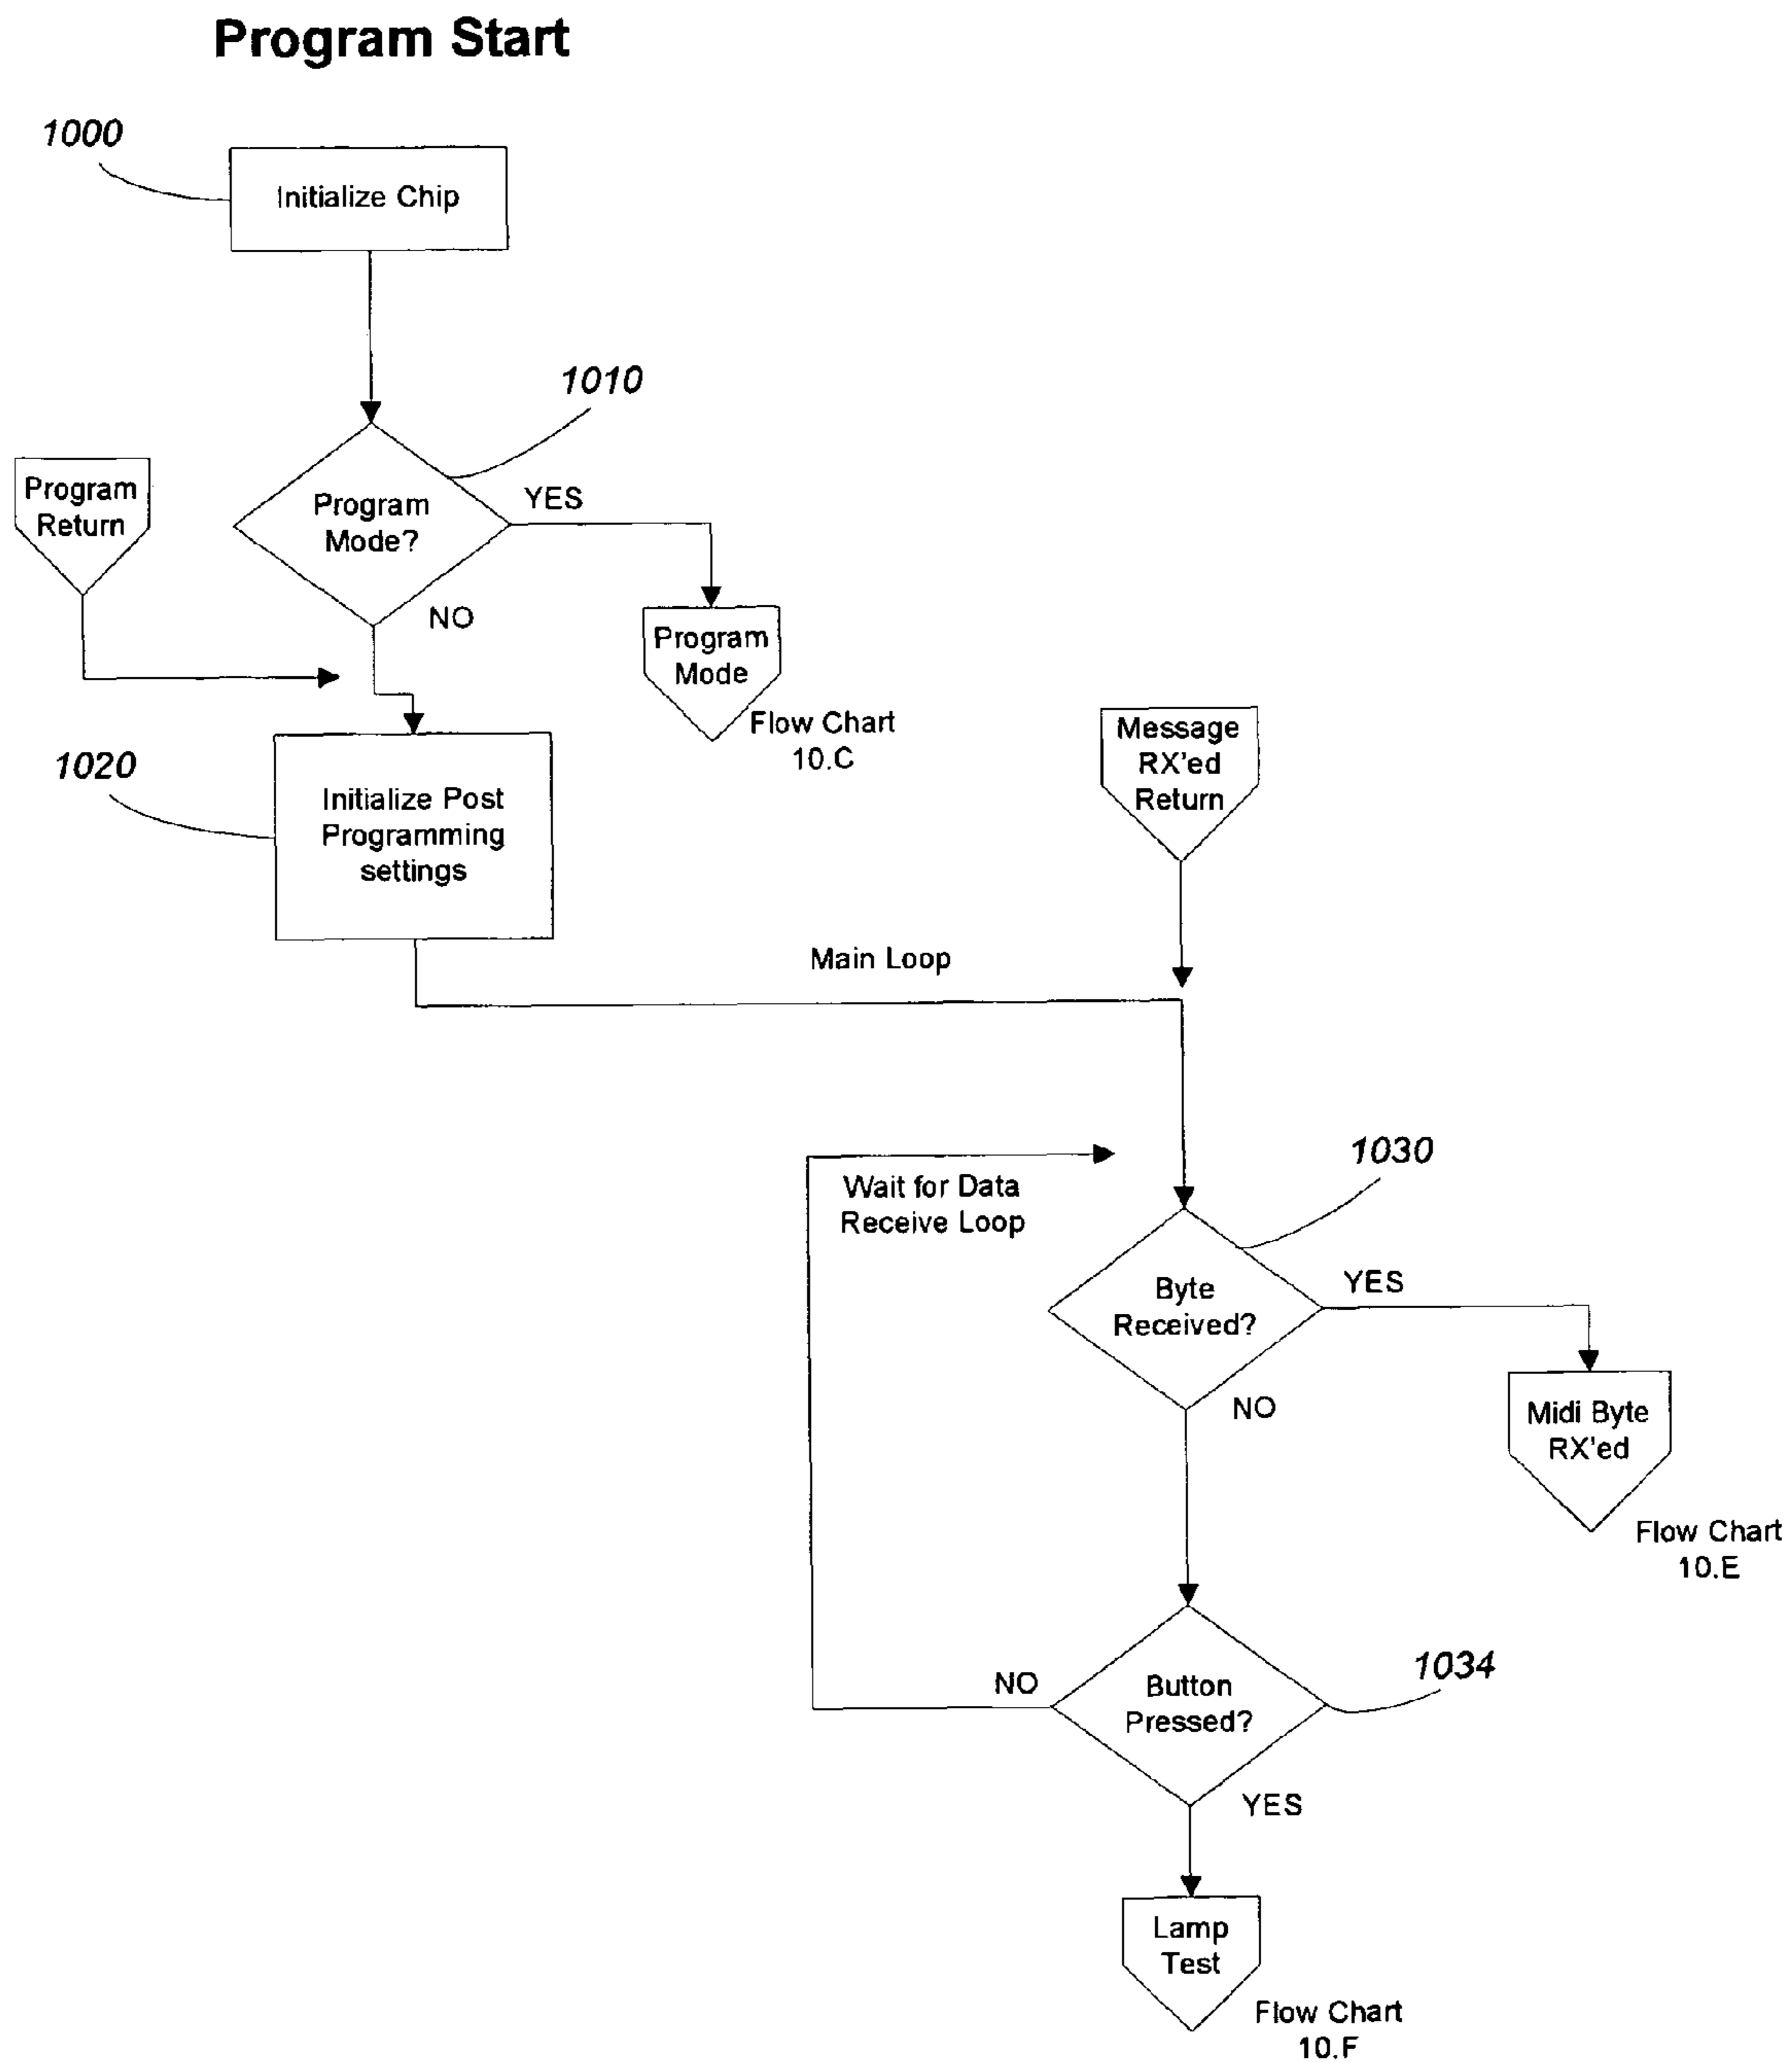 Program Start
1000
Initialize Chip
1010
Program
Return
Program
Mode?
YES
NO
Program
Mode
Flow Chart
10.C
1020
Initialize Post
Programming
settings
Message
RX'ed
Return
Main Loop
Wait for Data
Receive Loop
1030
Byte
Received?
YES
NO
Midi Byte
RX'ed
Flow Chart
10.E
NO
Button
Pressed?
1034
YES
Lamp
Test
Flow Chart
10.F